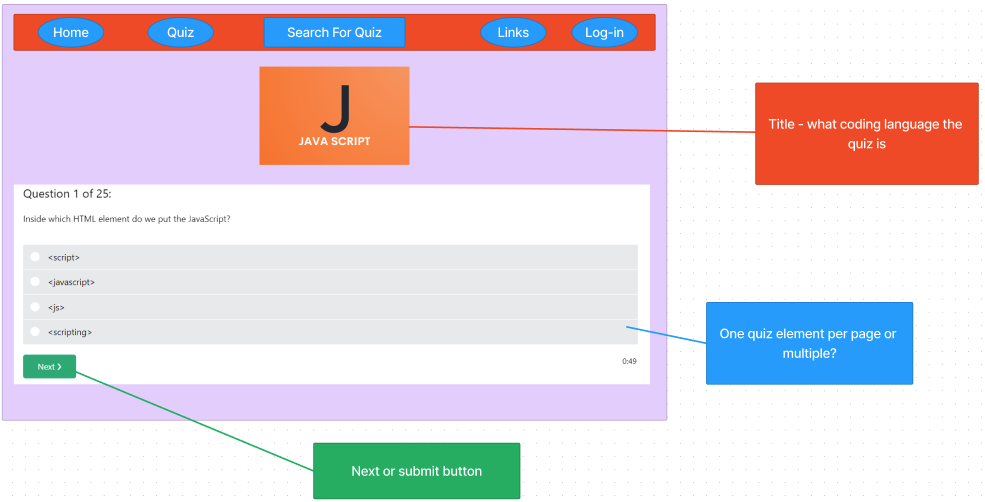 Home
Quiz
Search For Quiz
Links
Log-in
J
JAVA SCRIPT
Title - what coding language the
quiz is
Question 1 of 25:
Inside which HTML element do we put the JavaScript?
<script>
<javascript>
<js>
<scripting>
One quiz element per page or
multiple?
Next ❯
0:49
Next or submit button